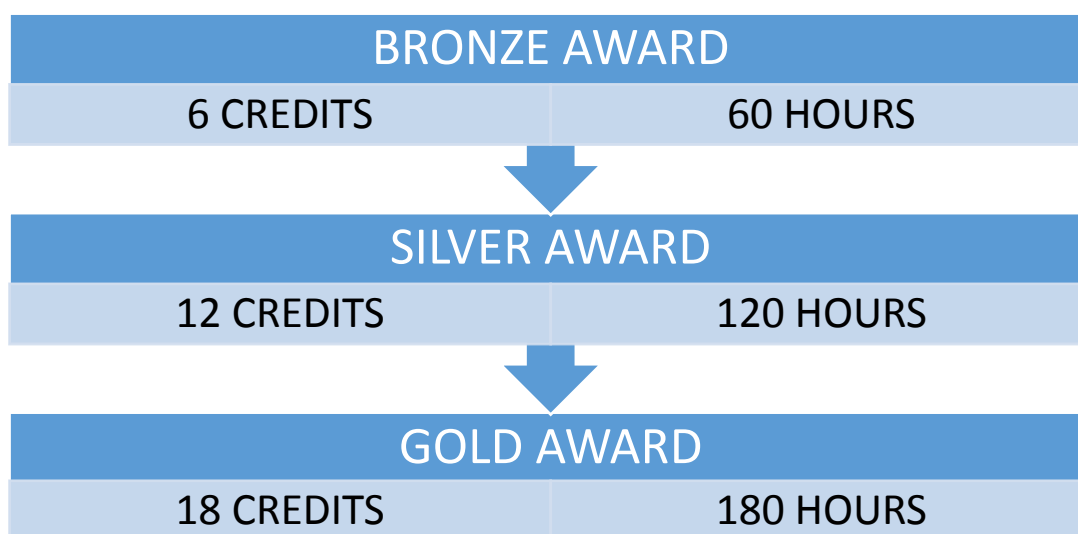 BRONZE AWARD
6 CREDITS 60 HOURS
SILVER AWARD
12 CREDITS 120 HOURS
GOLD AWARD
18 CREDITS 180 HOURS